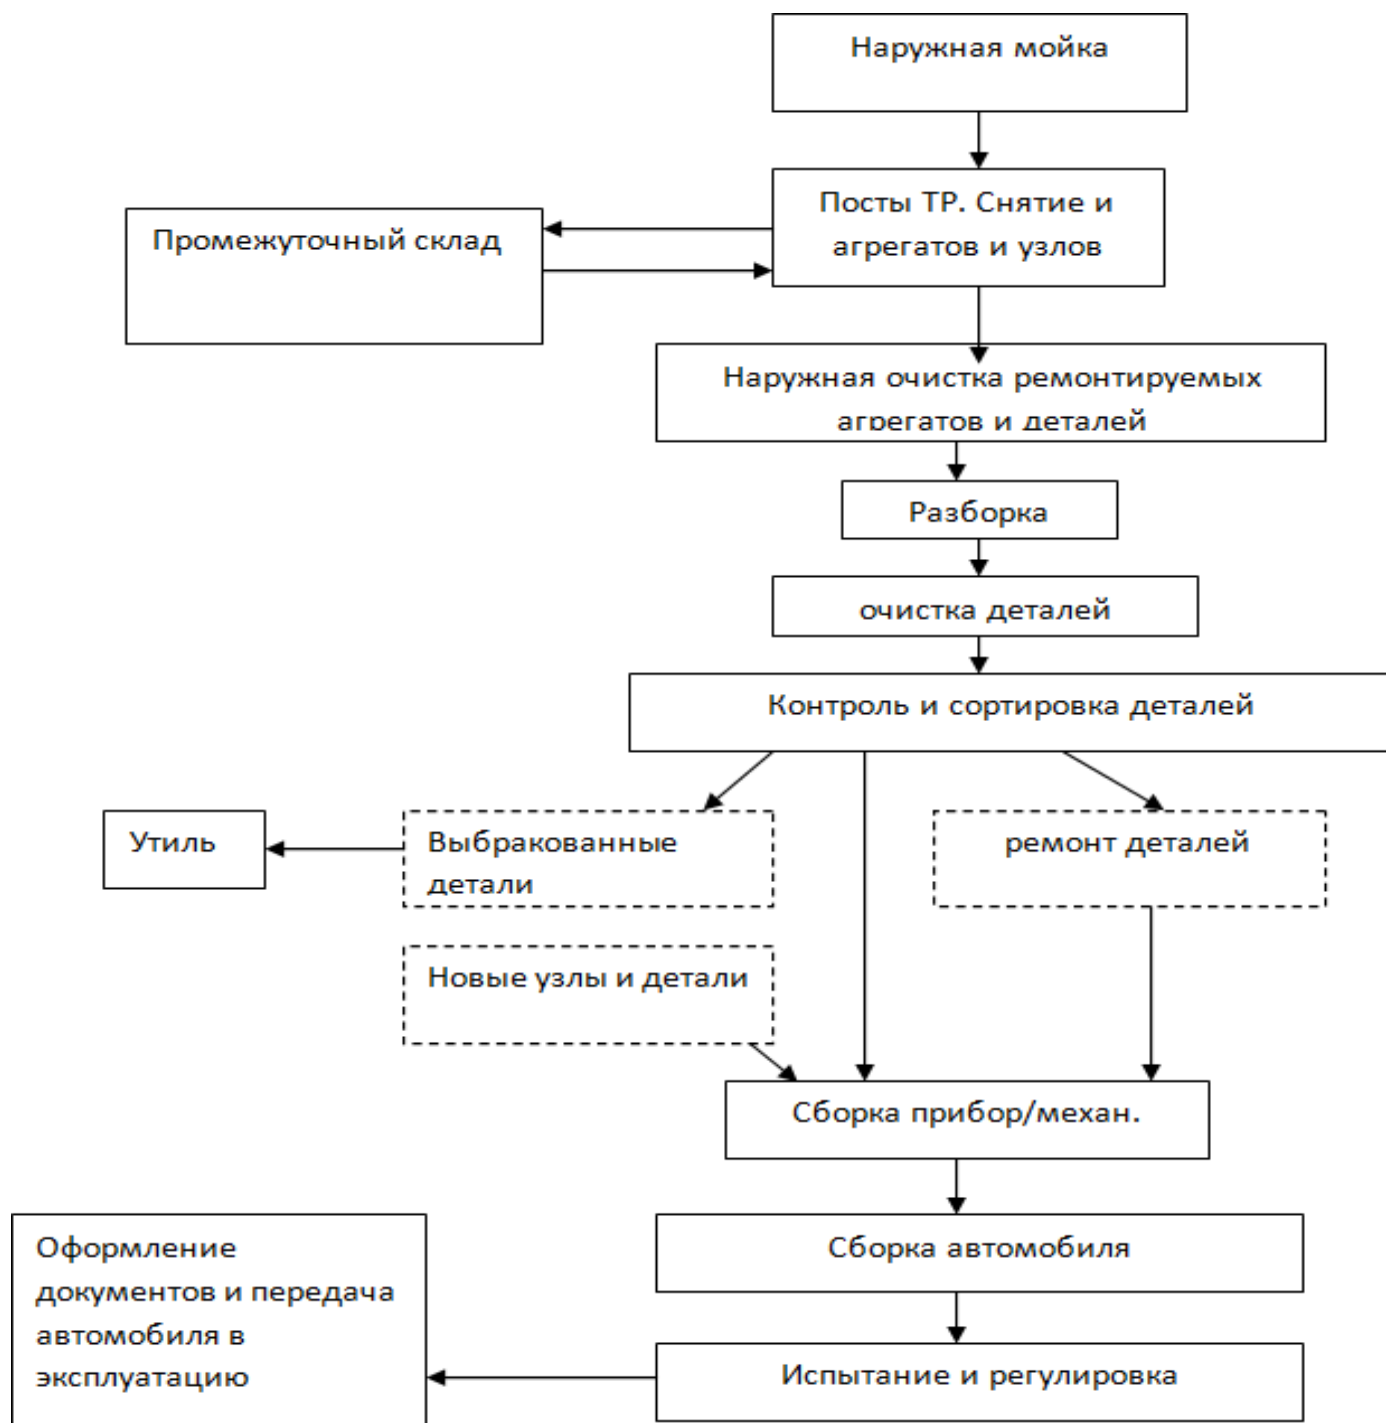 Наружная мойка
Посты ТР. Снятие и
агрегатов и узлов
Промежуточный склад
Наружная очистка ремонтируемых
агрегатов и деталей
Разборка
очистка деталей
Контроль и сортировка деталей
Утиль
Выбракованные
детали
ремонт деталей
Новые узлы и детали
Сборка прибор/механ.
Сборка автомобиля
Оформление
документов и передача
автомобиля в
эксплуатацию
Испытание и регулировка